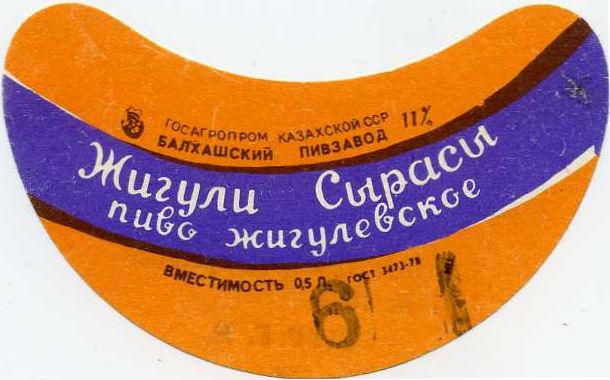 ГОСАГРОПРОМ КАЗАХСКОЙ ССР 11%
БАЛХАШСКИЙ ПИВЗАВОД
Жигули Сырасы
пиво жигулевское
ВМЕСТИМОСТЬ 0,5 Л. ГОСТ 3473-78
6